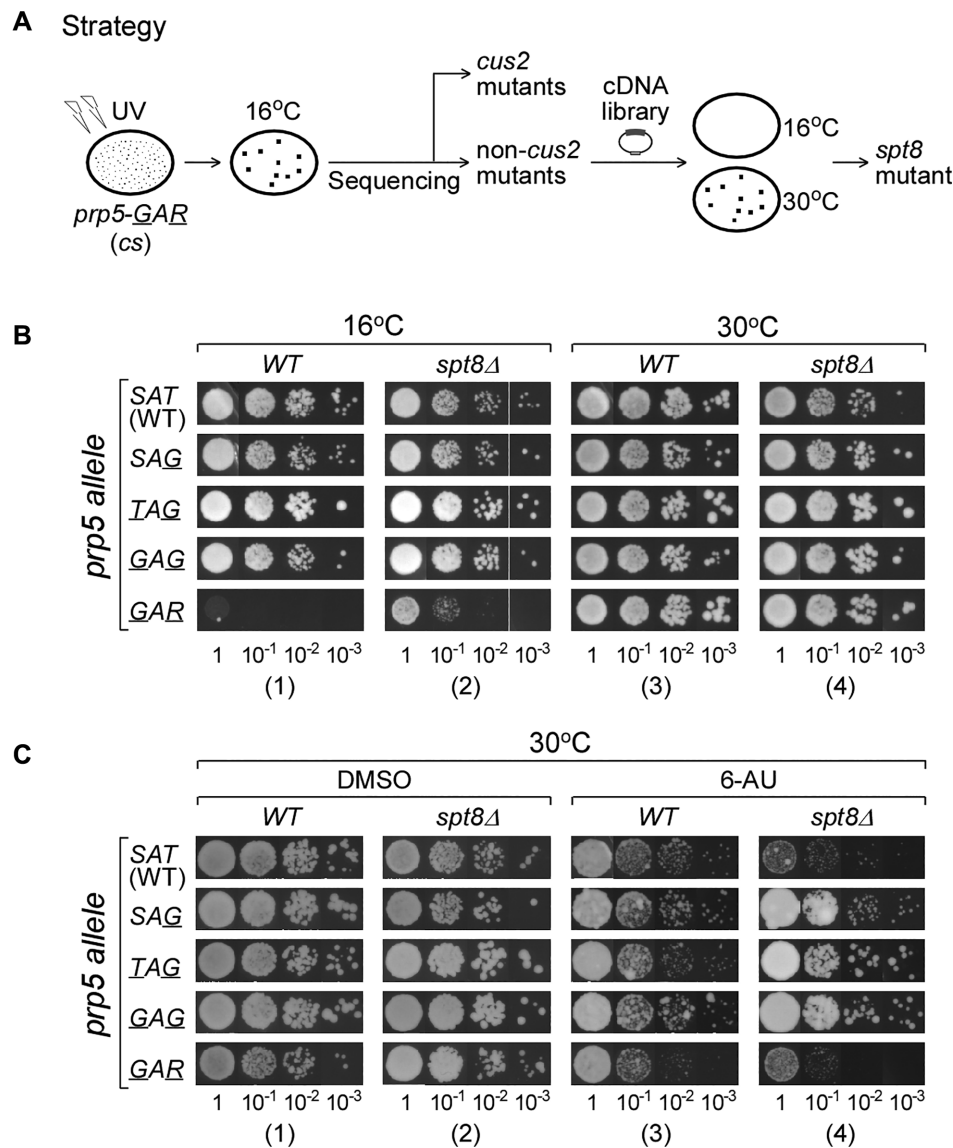 A Strategy
UV
16°C
prp5-GAR
(cs)
Sequencing
cus2
mutants
non-cus2
mutants
cDNA
library
16°C
30°C
spt8
mutant
B
16°C 30°C
WT spt8Δ WT spt8Δ
prp5 allele
SAT
(WT)
SAG
TAG
GAG
GAR
1 10-1 10-2 10-3 1 10-1 10-2 10-3 1 10-1 10-2 10-3 1 10-1 10-2 10-3
(1) (2) (3) (4)
C
30°C
DMSO 6-AU
WT spt8Δ WT spt8Δ
prp5 allele
SAT
(WT)
SAG
TAG
GAG
GAR
1 10-1 10-2 10-3 1 10-1 10-2 10-3 1 10-1 10-2 10-3 1 10-1 10-2 10-3
(1) (2) (3) (4)